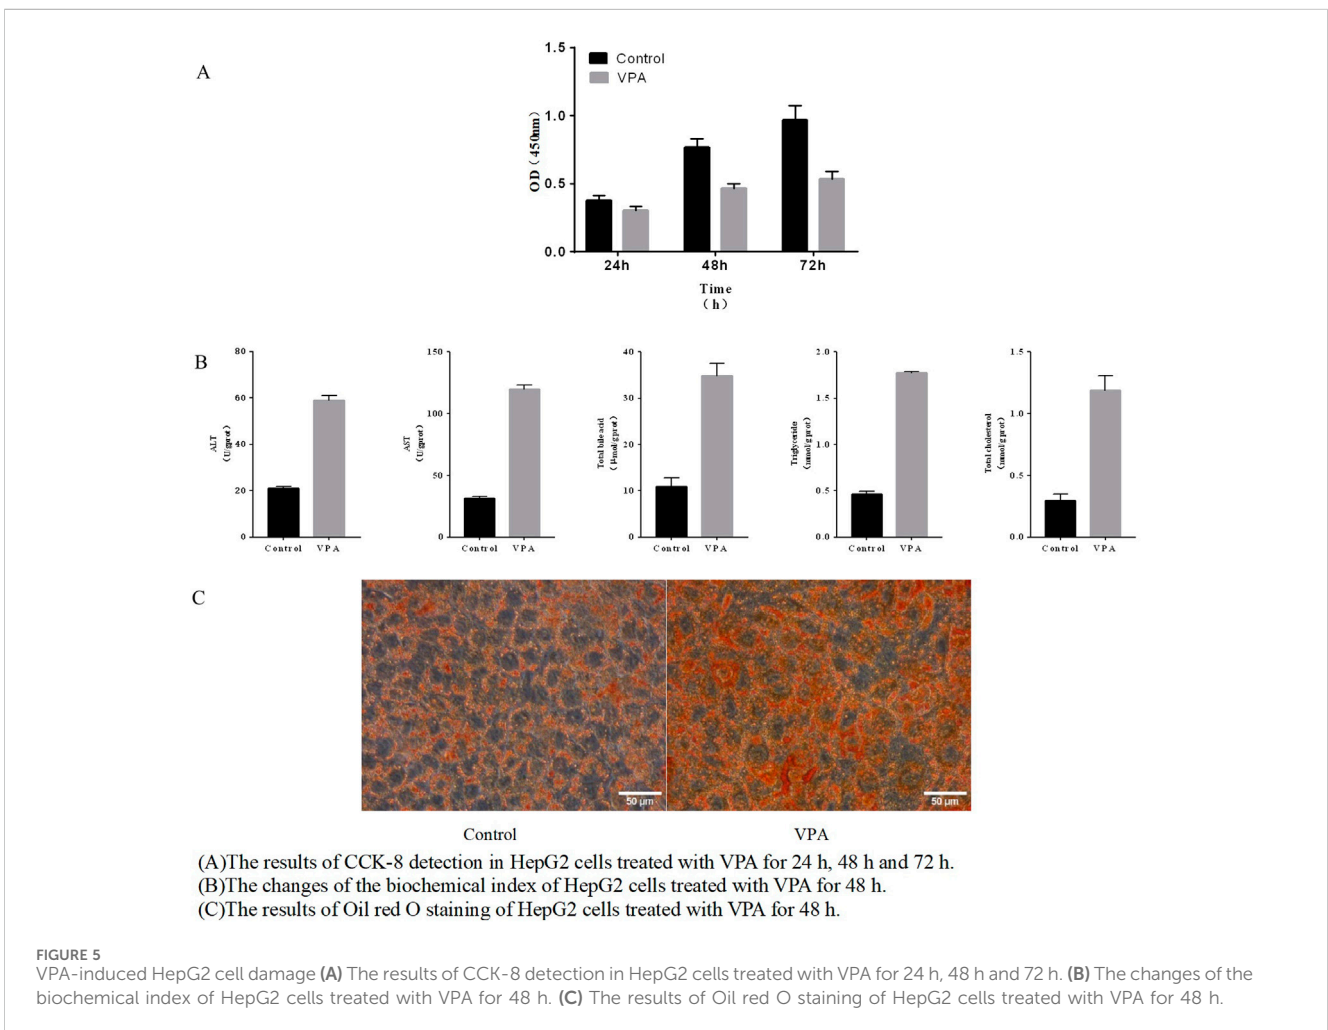 A
1.5
Control
VPA
1.0
0.5
0.0
OD（450nm）
24h
48h
72h
Time
（h）
B
80
60
40
20
0
ALT
（U/gprot）
Control
VPA
150
100
50
0
AST
（U/gprot）
Control
VPA
40
30
20
10
0
Total bile acid
（μmol/gprot）
Control
VPA
2.0
1.5
1.0
0.5
0.0
Triglyceride
（mmol/gprot）
Control
VPA
1.5
1.0
0.5
0.0
Total cholesterol
（mmol/gprot）
Control
VPA
C
50 μm
50 μm
Control
VPA
(A)The results of CCK-8 detection in HepG2 cells treated with VPA for 24 h, 48 h and 72 h.
(B)The changes of the biochemical index of HepG2 cells treated with VPA for 48 h.
(C)The results of Oil red O staining of HepG2 cells treated with VPA for 48 h.
FIGURE 5
VPA-induced HepG2 cell damage (A) The results of CCK-8 detection in HepG2 cells treated with VPA for 24 h, 48 h and 72 h. (B) The changes of the
biochemical index of HepG2 cells treated with VPA for 48 h. (C) The results of Oil red O staining of HepG2 cells treated with VPA for 48 h.